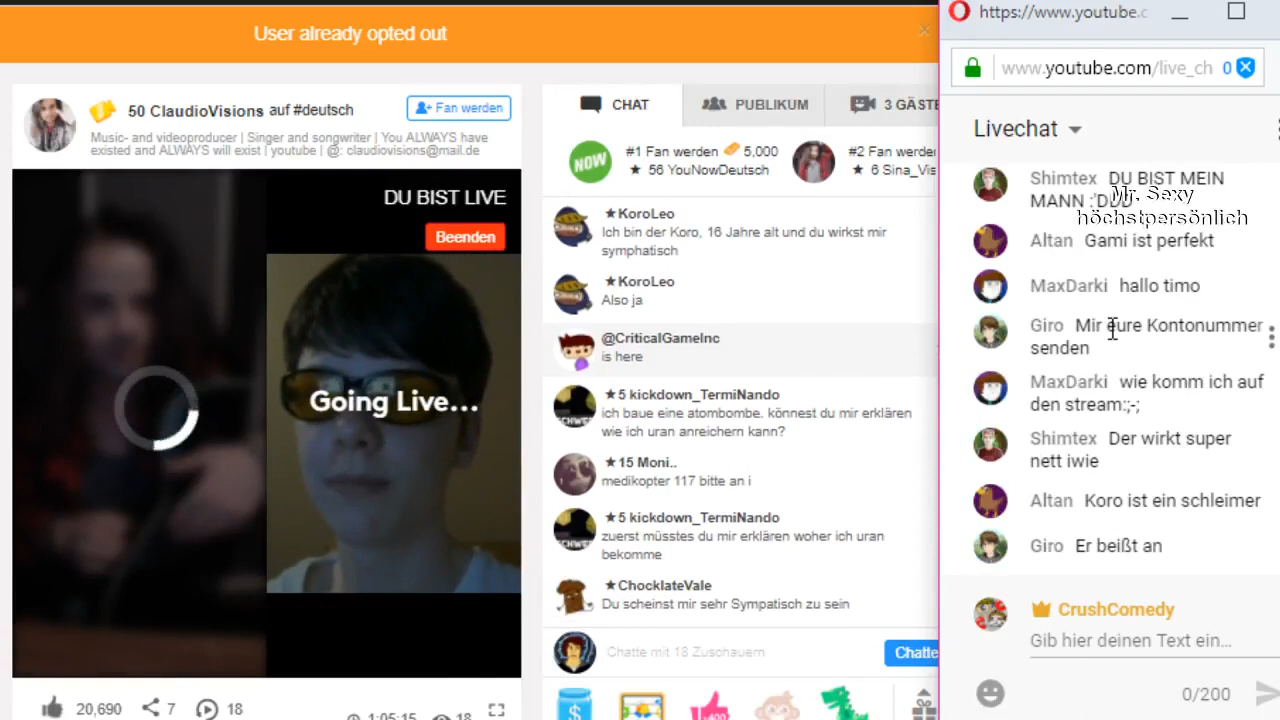 User already opted out
50 ClaudioVisions auf #deutsch
Fan werden
Music- and videoproducer | Singer and songwriter | You ALWAYS have
existed and ALWAYS will exist | youtube | @: claudiovisions@mail.de
DU BIST LIVE
Beenden
Going Live...
20,690
7
18
1:05:15
18
CHAT
PUBLIKUM
3 GÄSTE
NOW
#1 Fan werden 5,000
★ 56 YouNowDeutsch
#2 Fan werden
★ 6 Sina_Vis
★KoroLeo
Ich bin der Koro, 16 Jahre alt und du wirkst mir
symphatisch
★KoroLeo
Also ja
@CriticalGameInc
is here
★5 kickdown_TermiNando
ich baue eine atombombe. könnest du mir erklären
wie ich uran anreichern kann?
★15 Moni..
medikopter 117 bitte an i
★5 kickdown_TermiNando
zuerst müsstes du mir erklären woher ich uran
bekomme
★ChocklateVale
Du scheinst mir sehr Sympatisch zu sein
Chatte mit 18 Zuschauern
Chatte
https://www.youtube.c
www.youtube.com/live_ch 0
Livechat
Shimtex DU BIST MEIN
MANN :'DDD
Mr. Sexy
höchstpersönlich
Altan Gami ist perfekt
MaxDarki hallo timo
Giro Mir eure Kontonummer
senden
MaxDarki wie komm ich auf
den stream:;-;
Shimtex Der wirkt super
nett iwie
Altan Koro ist ein schleimer
Giro Er beißt an
CrushComedy
Gib hier deinen Text ein...
0/200